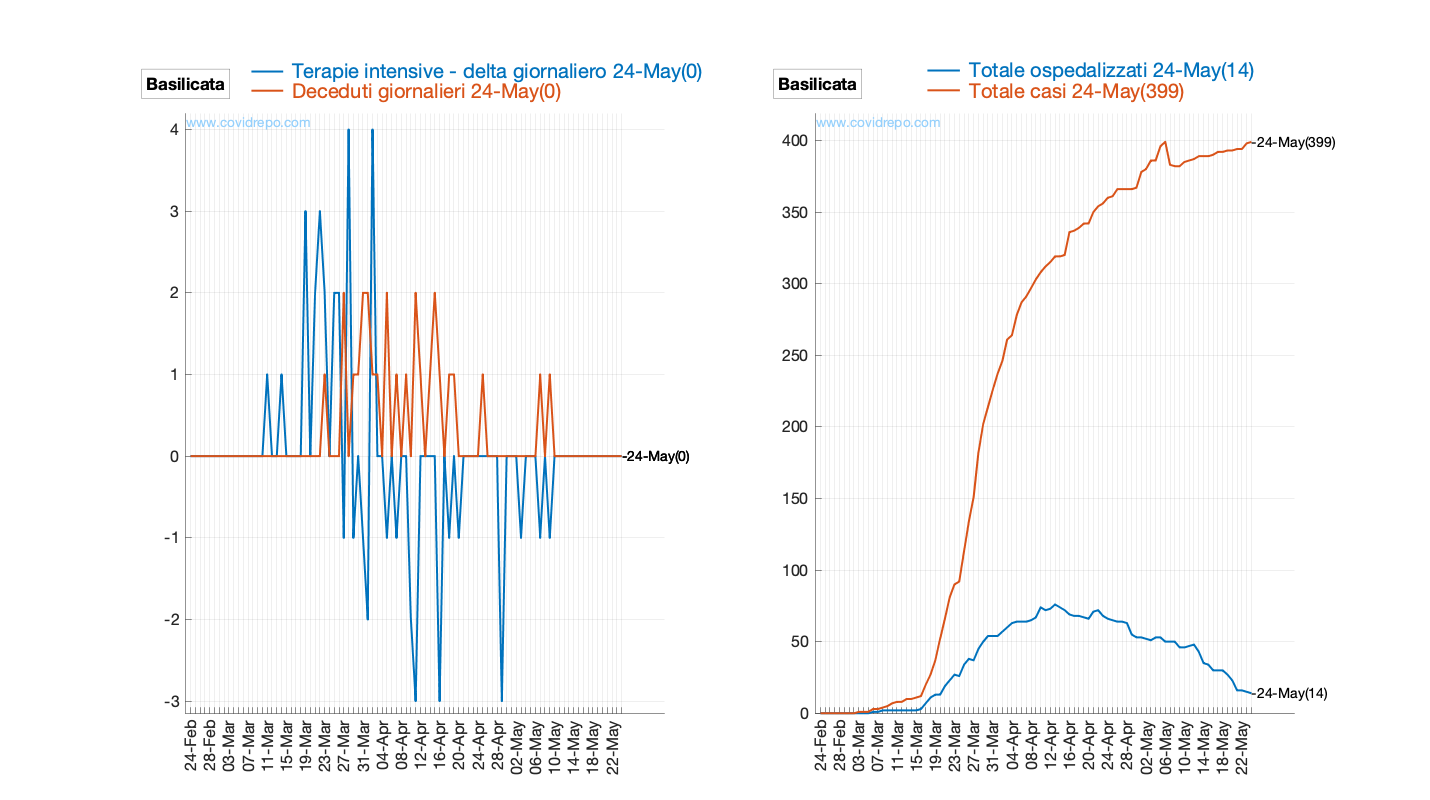 Basilicata
Terapie intensive - delta giornaliero 24-May(0)
Deceduti giornalieri 24-May(0)
www.covidrepo.com
4
3
2
1
0
-1
-2
-3
-24-May(0)
24-Feb
28-Feb
03-Mar
07-Mar
11-Mar
15-Mar
19-Mar
23-Mar
27-Mar
31-Mar
04-Apr
08-Apr
12-Apr
16-Apr
20-Apr
24-Apr
28-Apr
02-May
06-May
10-May
14-May
18-May
22-May
Basilicata
Totale ospedalizzati 24-May(14)
Totale casi 24-May(399)
www.covidrepo.com
400
350
300
250
200
150
100
50
0
-24-May(399)
-24-May(14)
24-Feb
28-Feb
03-Mar
07-Mar
11-Mar
15-Mar
19-Mar
23-Mar
27-Mar
31-Mar
04-Apr
08-Apr
12-Apr
16-Apr
20-Apr
24-Apr
28-Apr
02-May
06-May
10-May
14-May
18-May
22-May